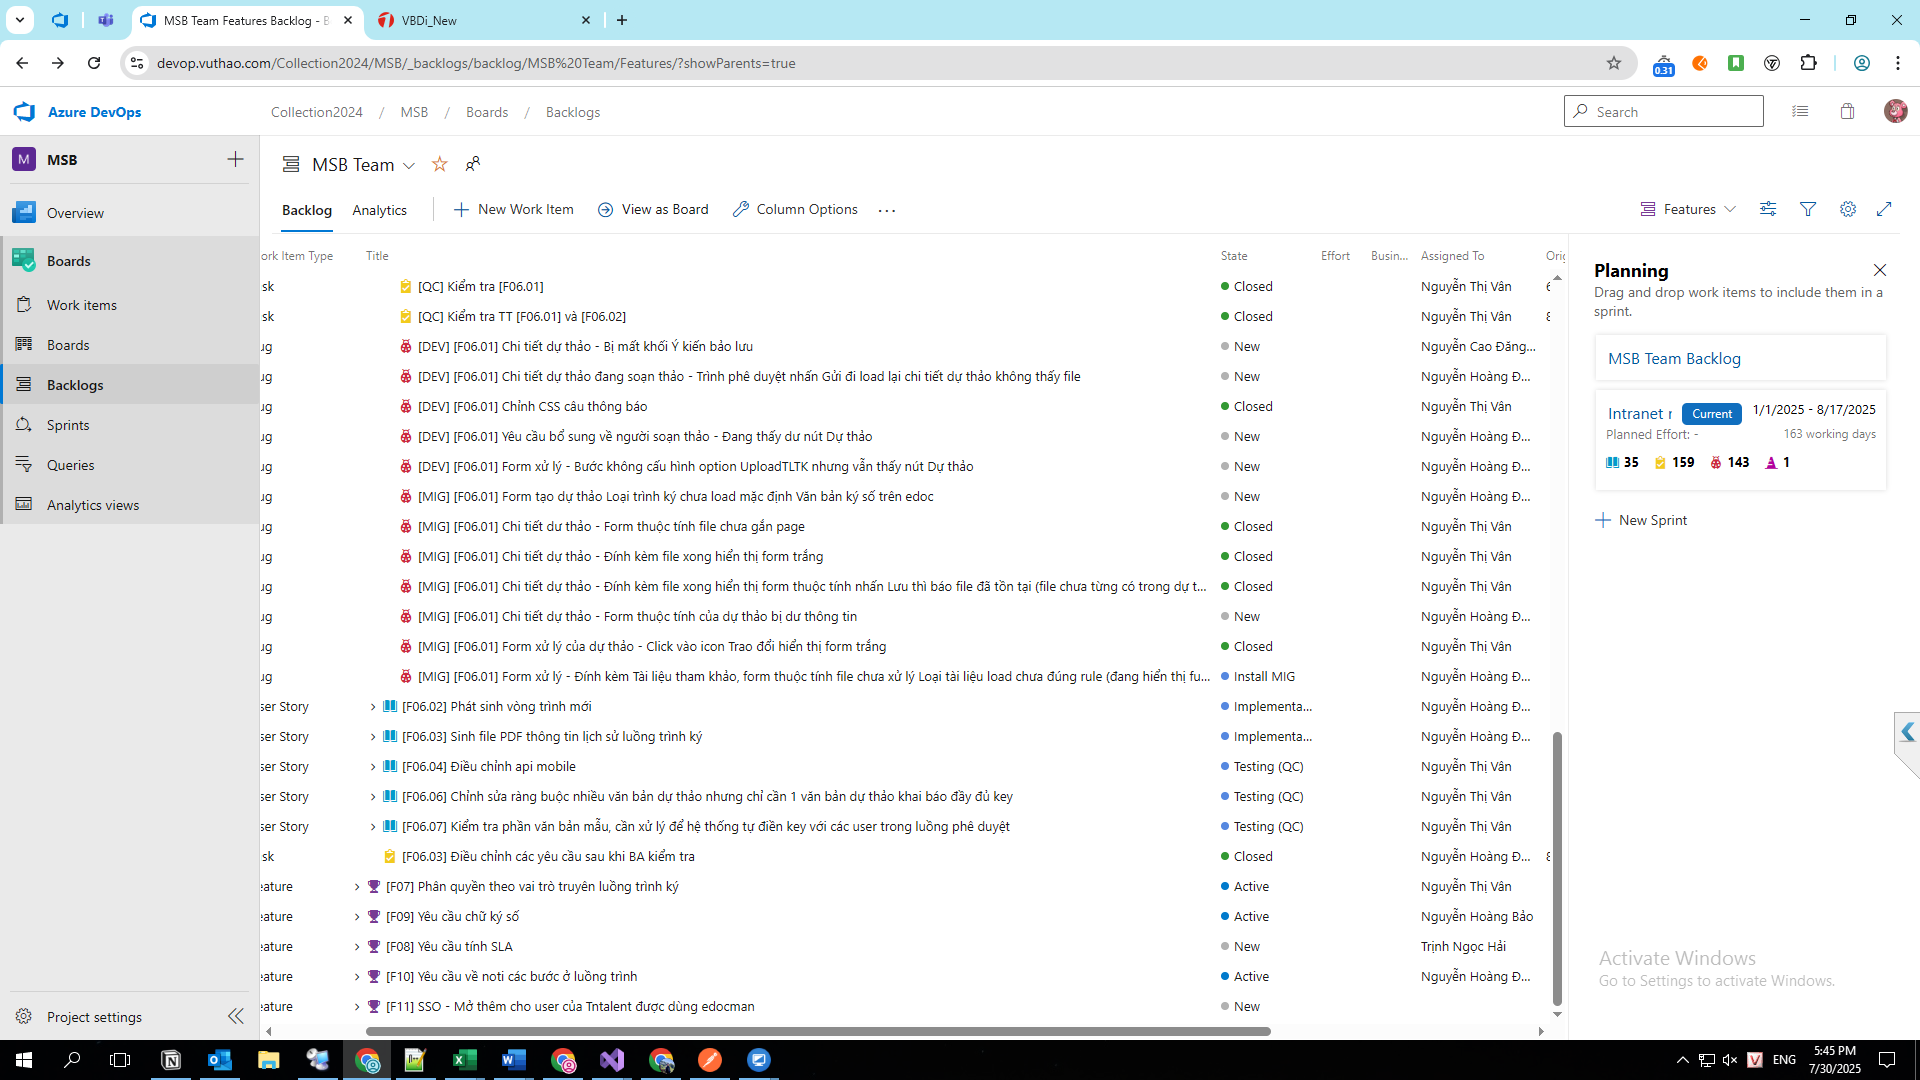 MSB Team Features Backlog - B
VBDi_New
devop.vuthao.com/Collection2024/MSB/_backlogs/backlog/MSB%20Team/Features/?showParents=true
0.31
Azure DevOps
Collection2024 / MSB / Boards / Backlogs
Search
M MSB
MSB Team
Overview
Backlog Analytics New Work Item View as Board Column Options Features
Boards
Work items
Boards
Backlogs
Sprints
Queries
Analytics views
Project settings
ork Item Type Title State Effort Busin... Assigned To Orig
sk [QC] Kiểm tra [F06.01] Closed Nguyễn Thị Vân 6
sk [QC] Kiểm tra TT [F06.01] và [F06.02] Closed Nguyễn Thị Vân 8
ug [DEV] [F06.01] Chi tiết dự thảo - Bị mất khối Ý kiến bảo lưu New Nguyễn Cao Đăng...
ug [DEV] [F06.01] Chi tiết dự thảo đang soạn thảo - Trình phê duyệt nhấn Gửi đi load lại chi tiết dự thảo không thấy file New Nguyễn Hoàng Đ...
ug [DEV] [F06.01] Chỉnh CSS câu thông báo Closed Nguyễn Thị Vân
ug [DEV] [F06.01] Yêu cầu bổ sung về người soạn thảo - Đang thấy dư nút Dự thảo New Nguyễn Hoàng Đ...
ug [DEV] [F06.01] Form xử lý - Bước không cấu hình option UploadTLTK nhưng vẫn thấy nút Dự thảo New Nguyễn Hoàng Đ...
ug [MIG] [F06.01] Form tạo dự thảo Loại trình ký chưa load mặc định Văn bản ký số trên edoc New Nguyễn Hoàng Đ...
ug [MIG] [F06.01] Chi tiết dư thảo - Form thuộc tính file chưa gắn page Closed Nguyễn Thị Vân
ug [MIG] [F06.01] Chi tiết dự thảo - Đính kèm file xong hiển thị form trắng Closed Nguyễn Thị Vân
ug [MIG] [F06.01] Chi tiết dự thảo - Đính kèm file xong hiển thị form thuộc tính nhấn Lưu thì báo file đã tồn tại (file chưa từng có trong dự t... Closed Nguyễn Thị Vân
ug [MIG] [F06.01] Chi tiết dự thảo - Form thuộc tính của dự thảo bị dư thông tin New Nguyễn Hoàng Đ...
ug [MIG] [F06.01] Form xử lý của dự thảo - Click vào icon Trao đổi hiển thị form trắng Closed Nguyễn Thị Vân
ug [MIG] [F06.01] Form xử lý - Đính kèm Tài liệu tham khảo, form thuộc tính file chưa xử lý Loại tài liệu load chưa đúng rule (đang hiển thị fu... Install MIG Nguyễn Hoàng Đ...
ser Story [F06.02] Phát sinh vòng trình mới Implementa... Nguyễn Hoàng Đ...
ser Story [F06.03] Sinh file PDF thông tin lịch sử luồng trình ký Implementa... Nguyễn Hoàng Đ...
ser Story [F06.04] Điều chỉnh api mobile Testing (QC) Nguyễn Thị Vân
ser Story [F06.06] Chỉnh sửa ràng buộc nhiều văn bản dự thảo nhưng chỉ cần 1 văn bản dự thảo khai báo đầy đủ key Testing (QC) Nguyễn Thị Vân
ser Story [F06.07] Kiểm tra phần văn bản mẫu, cần xử lý để hệ thống tự điền key với các user trong luồng phê duyệt Testing (QC) Nguyễn Thị Vân
sk [F06.03] Điều chỉnh các yêu cầu sau khi BA kiểm tra Closed Nguyễn Hoàng Đ... 8
eature [F07] Phân quyền theo vai trò truyên luồng trình ký Active Nguyễn Thị Vân
eature [F09] Yêu cầu chữ ký số Active Nguyễn Hoàng Bảo
eature [F08] Yêu cầu tính SLA New Trịnh Ngọc Hải
eature [F10] Yêu cầu về noti các bước ở luồng trình Active Nguyễn Hoàng Đ...
eature [F11] SSO - Mở thêm cho user của Tntalent được dùng edocman New
Planning
Drag and drop work items to include them in a
sprint.
MSB Team Backlog
Intranet r Current 1/1/2025 - 8/17/2025
Planned Effort: - 163 working days
35 159 143 1
New Sprint
Activate Windows
Go to Settings to activate Windows.
ENG
5:45 PM
7/30/2025